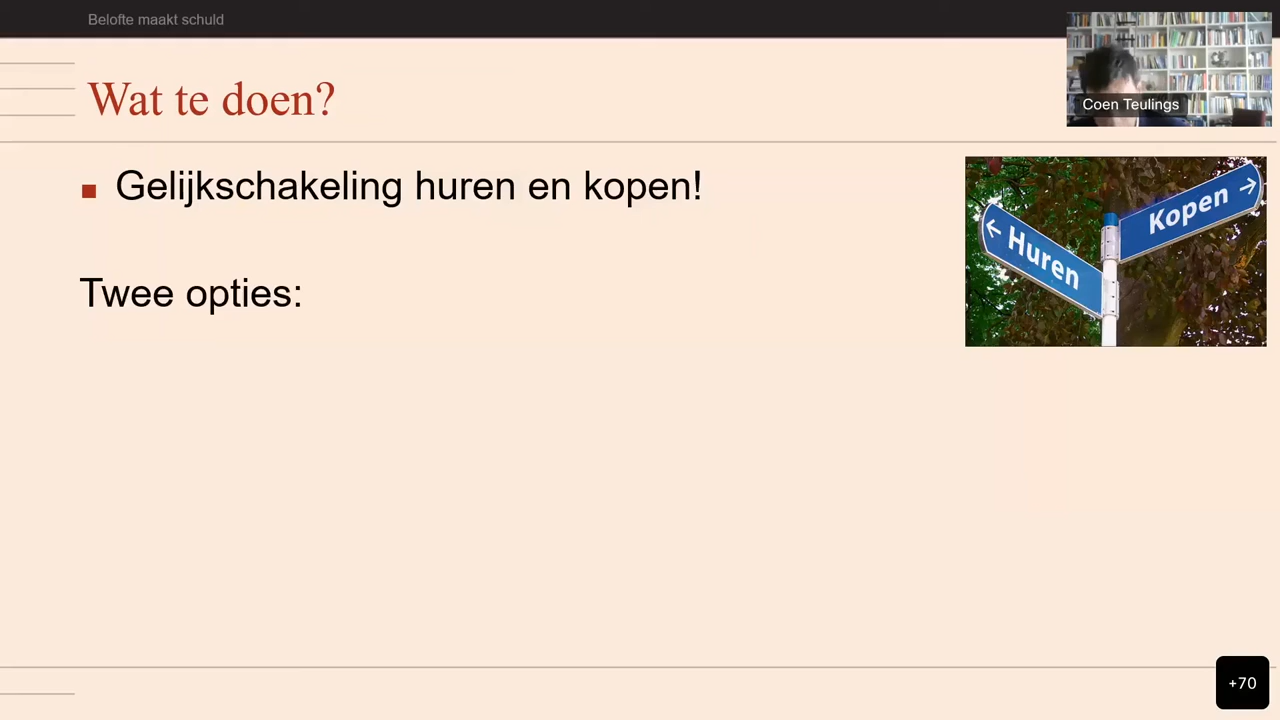 Belofte maakt schuld
Coen Teulings
Wat te doen?
Gelijkschakeling huren en kopen!
← Huren
Kopen →
Twee opties:
+70